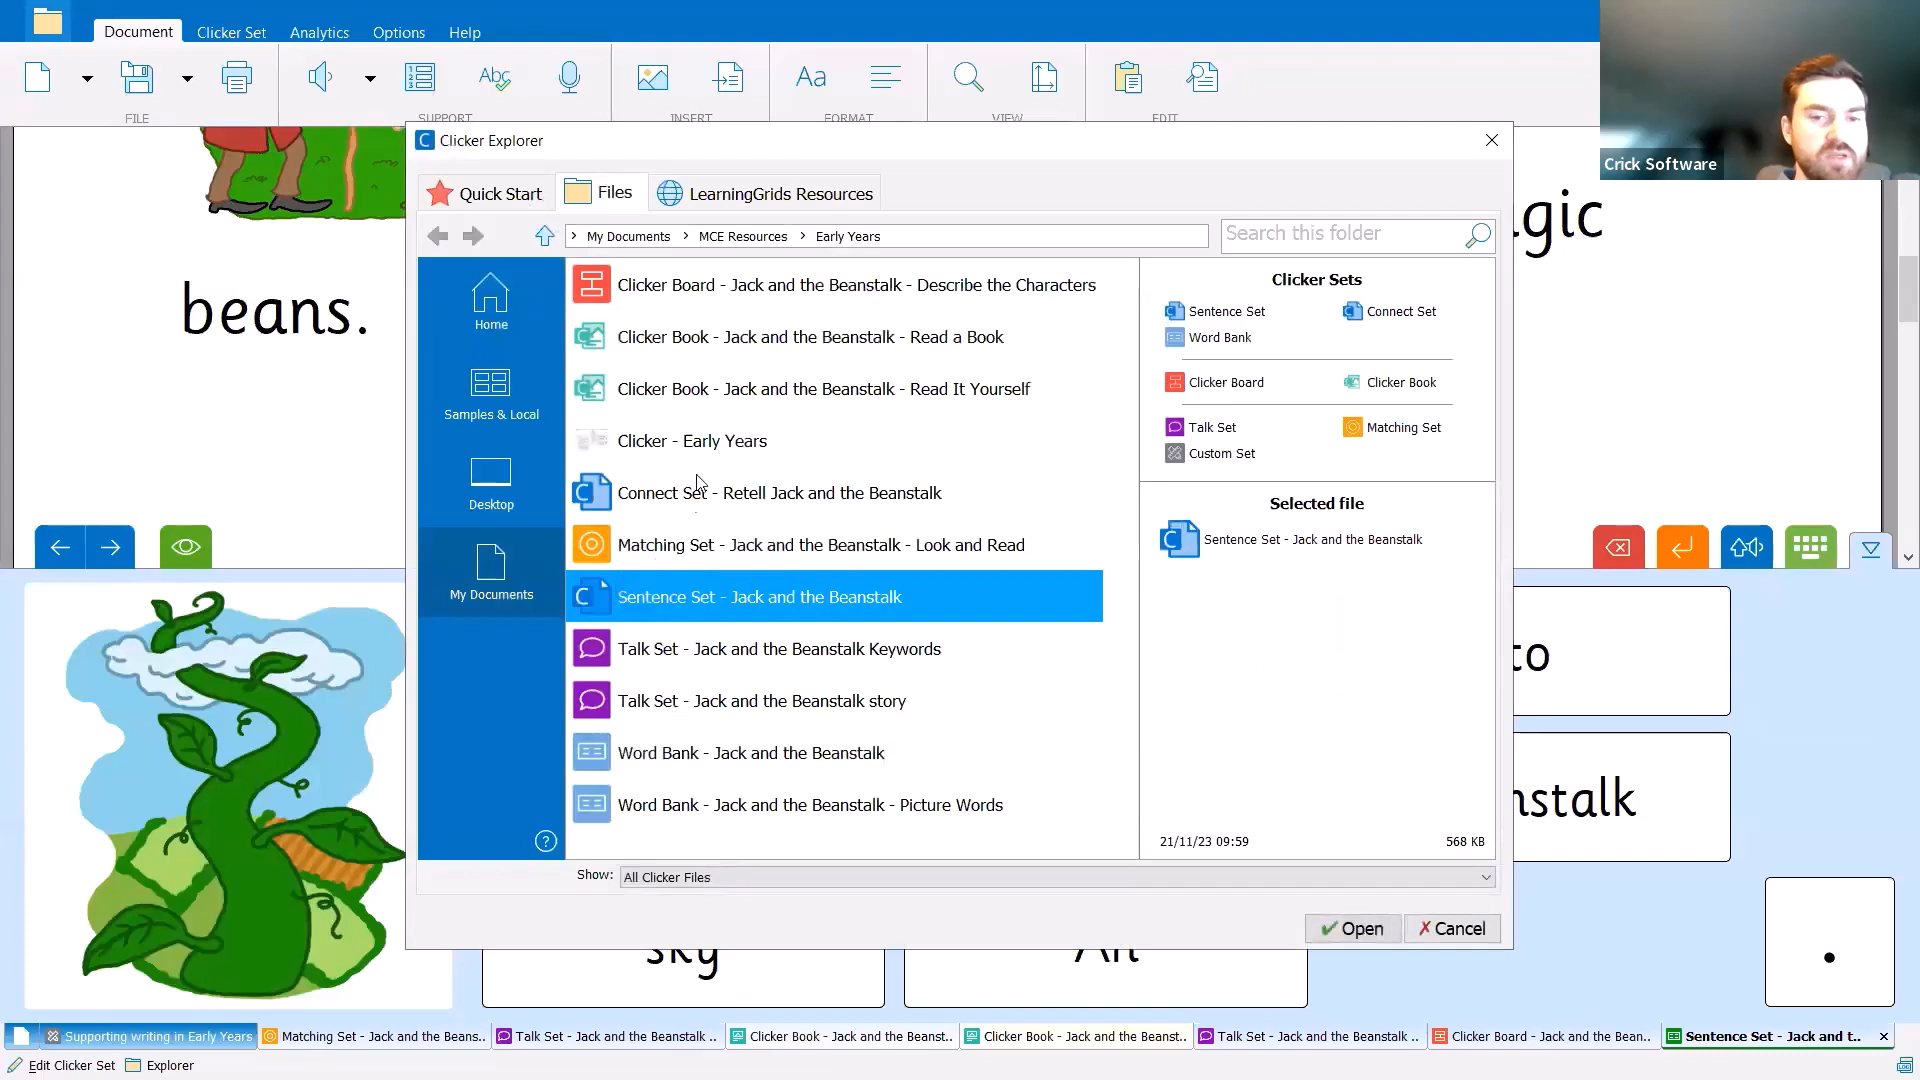 Document
Clicker Set
Analytics
Options
Help
FILE
SUPPORT
INSERT
FORMAT
VIEW
EDIT
Abc
Aa
Crick Software
Clicker Explorer
Quick Start
Files
LearningGrids Resources
My Documents > MCE Resources > Early Years
Search this folder
Home
Samples & Local
Desktop
My Documents
Clicker Board - Jack and the Beanstalk - Describe the Characters
Clicker Book - Jack and the Beanstalk - Read a Book
Clicker Book - Jack and the Beanstalk - Read It Yourself
Clicker - Early Years
Connect Set - Retell Jack and the Beanstalk
Matching Set - Jack and the Beanstalk - Look and Read
Sentence Set - Jack and the Beanstalk
Talk Set - Jack and the Beanstalk Keywords
Talk Set - Jack and the Beanstalk story
Word Bank - Jack and the Beanstalk
Word Bank - Jack and the Beanstalk - Picture Words
Clicker Sets
Sentence Set
Connect Set
Word Bank
Clicker Board
Clicker Book
Talk Set
Matching Set
Custom Set
Selected file
Sentence Set - Jack and the Beanstalk
21/11/23 09:59
568 KB
Show:
All Clicker Files
Open
Cancel
gic
beans.
to
nstalk
sky
.
Supporting writing in Early Years
Matching Set - Jack and the Beans..
Talk Set - Jack and the Beanstalk ..
Clicker Book - Jack and the Beanst..
Clicker Book - Jack and the Beanst..
Talk Set - Jack and the Beanstalk ..
Clicker Board - Jack and the Bean..
Sentence Set - Jack and t..
Edit Clicker Set
Explorer